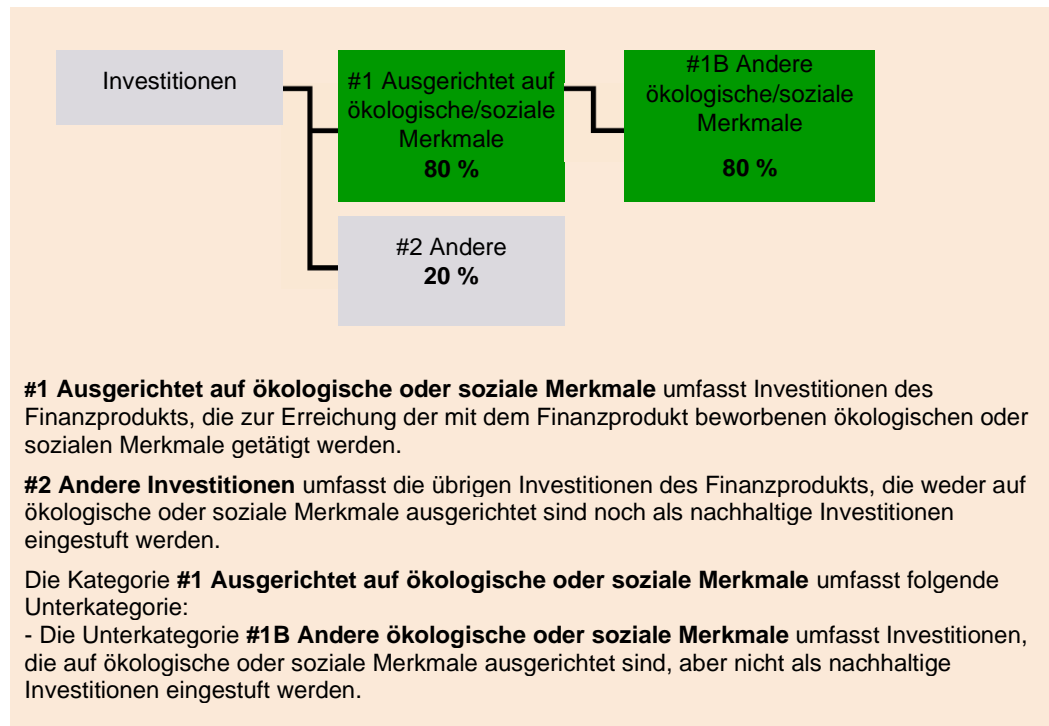 Investitionen
#1 Ausgerichtet auf
ökologische/soziale
Merkmale
80 %
#1B Andere
ökologische/soziale
Merkmale
80 %
#2 Andere
20 %
#1 Ausgerichtet auf ökologische oder soziale Merkmale umfasst Investitionen des
Finanzprodukts, die zur Erreichung der mit dem Finanzprodukt beworbenen ökologischen oder
sozialen Merkmale getätigt werden.
#2 Andere Investitionen umfasst die übrigen Investitionen des Finanzprodukts, die weder auf
ökologische oder soziale Merkmale ausgerichtet sind noch als nachhaltige Investitionen
eingestuft werden.
Die Kategorie #1 Ausgerichtet auf ökologische oder soziale Merkmale umfasst folgende
Unterkategorie:
- Die Unterkategorie #1B Andere ökologische oder soziale Merkmale umfasst Investitionen,
die auf ökologische oder soziale Merkmale ausgerichtet sind, aber nicht als nachhaltige
Investitionen eingestuft werden.